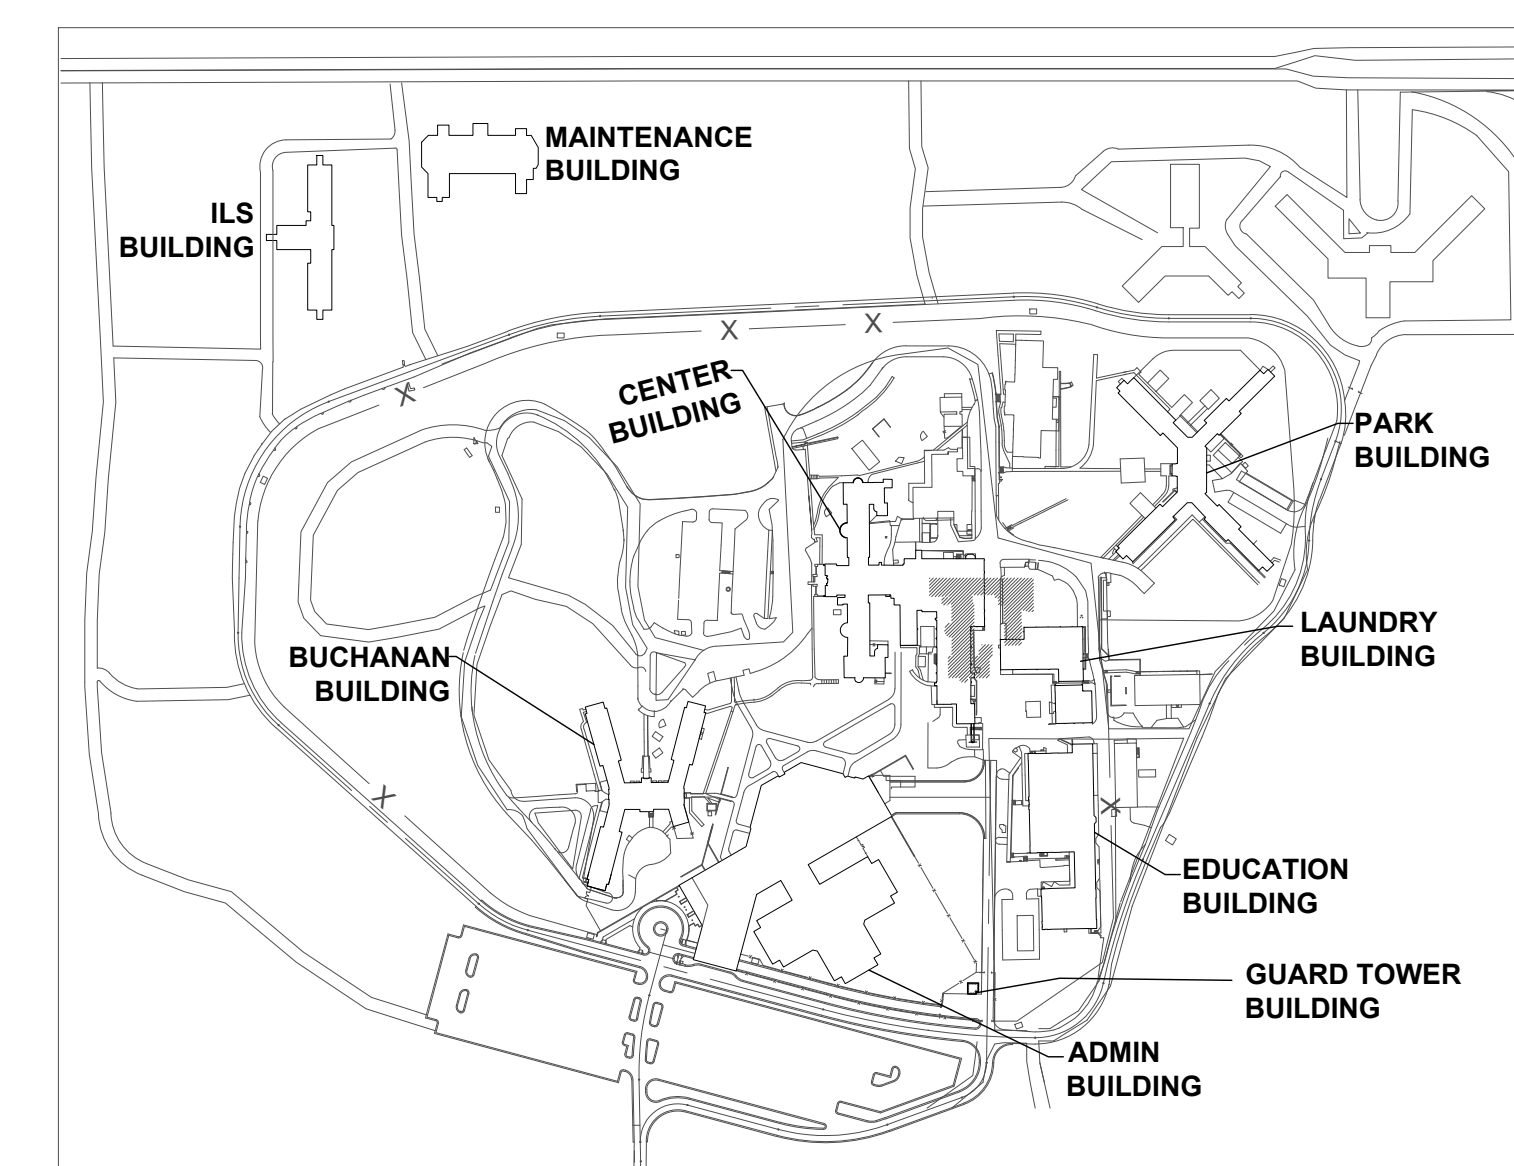 MAINTENANCE
BUILDING
ILS
BUILDING
X
X
X
CENTER
BUILDING
PARK
BUILDING
LAUNDRY
BUILDING
BUCHANAN
BUILDING
X
X
EDUCATION
BUILDING
GUARD TOWER
BUILDING
ADMIN
BUILDING